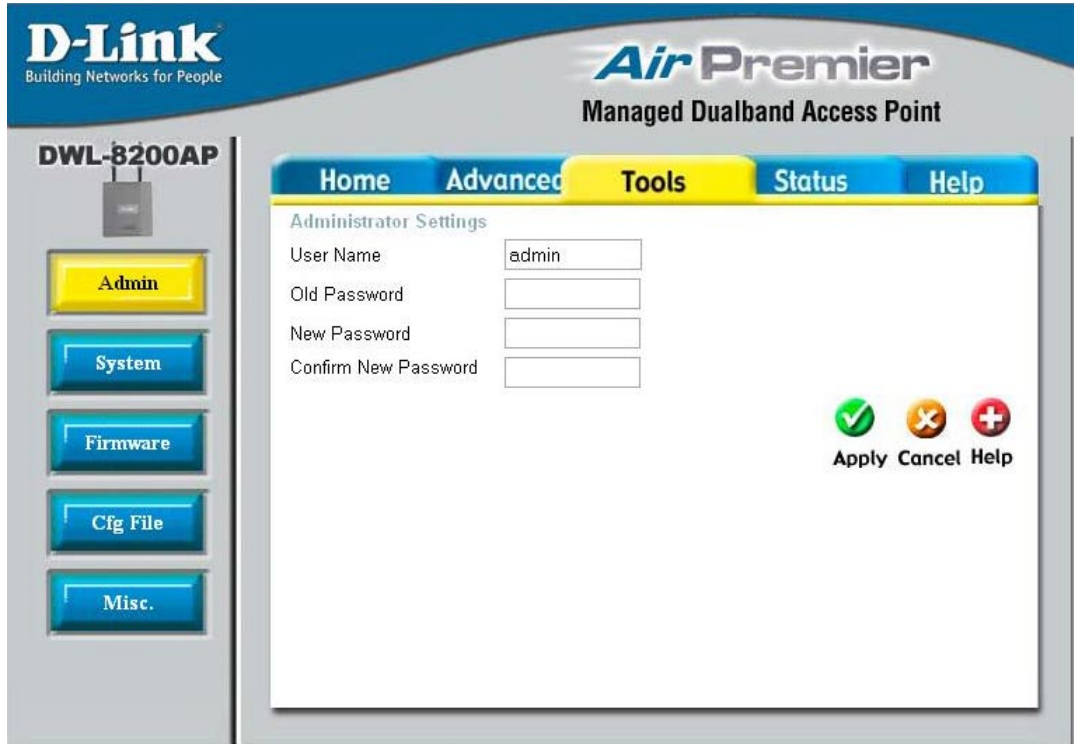 D-Link
Building Networks for People
Air Premier
Managed Dualband Access Point
DWL-8200AP
Home Advanced Tools Status Help
Administrator Settings
User Name admin
Old Password
New Password
Confirm New Password
Apply Cancel Help
Admin
System
Firmware
Cfg File
Misc.